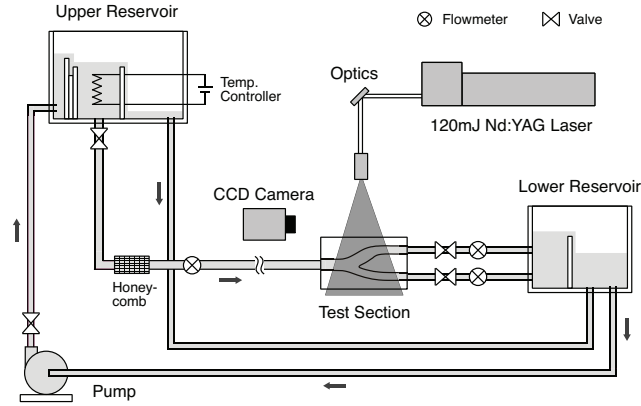 Upper Reservoir
Flowmeter
Valve
Optics
Temp.
Controller
120mJ Nd:YAG Laser
CCD Camera
Lower Reservoir
Honey-
comb
Test Section
Pump